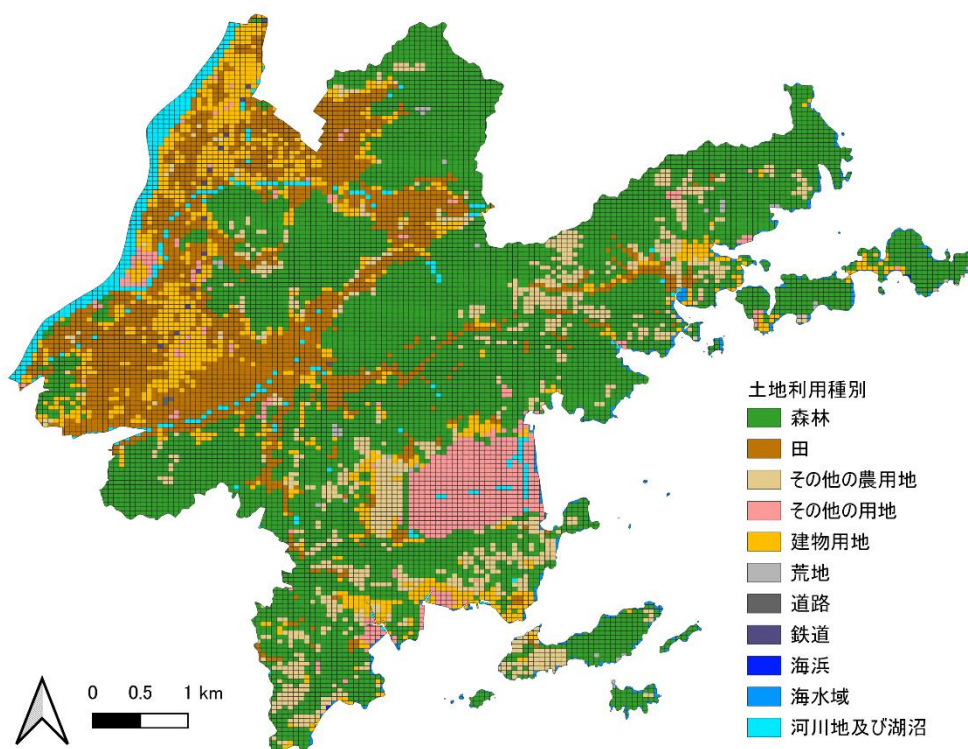 土地利用種別
森林
田
その他の農用地
その他の用地
建物用地
荒地
道路
鉄道
海浜
海水域
河川地及び湖沼
0 0.5 1 km